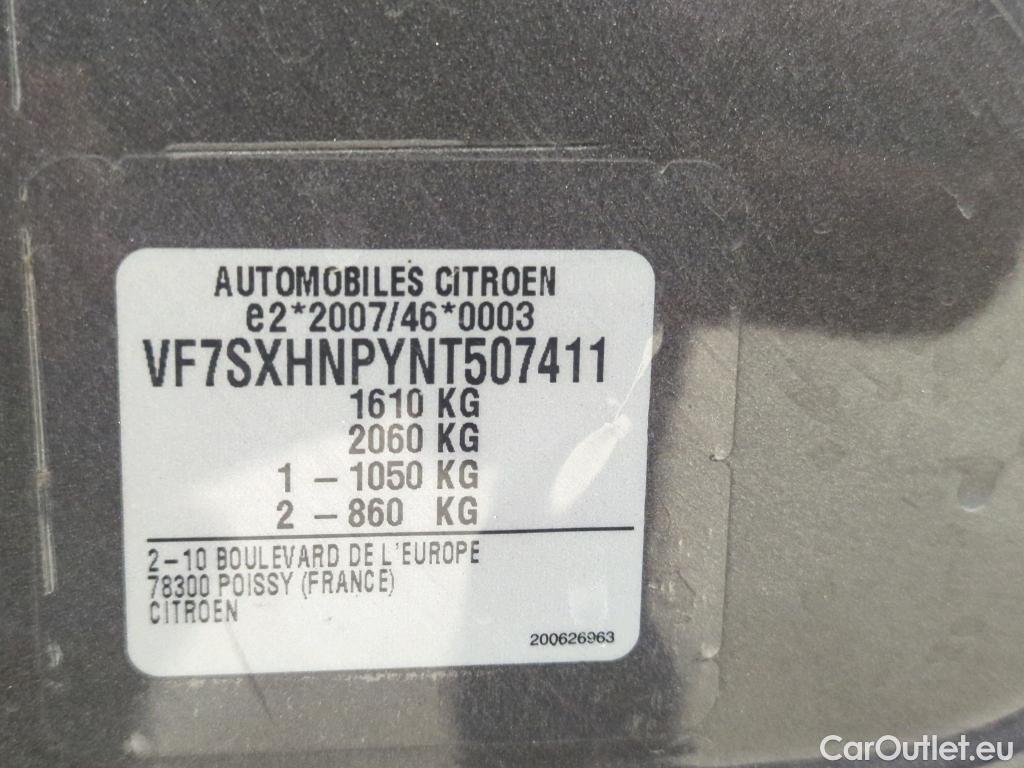 AUTOMOBILES CITROEN
e2*2007/46*0003
VF7SXHNPYNT507411
1610 KG
2060 KG
1 - 1050 KG
2 - 860 KG
2-10 BOULEVARD DE L'EUROPE
78300 POISSY (FRANCE)
CITROEN
200626963
CarOutlet.eu